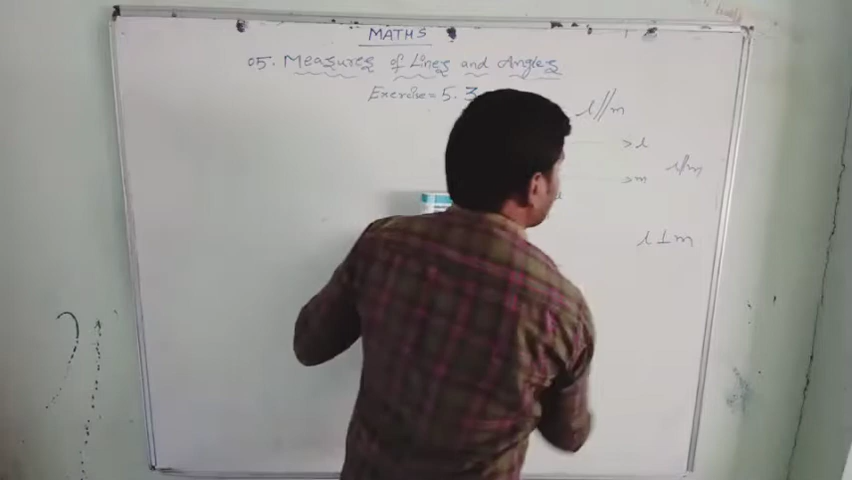 MATHS
05. Measures of Lines and Angles
Exercise = 5.3
l//m
> l
> m
l//m
l ⊥ m